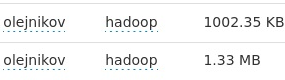 olejnikov hadoop 1002.35 KB
olejnikov hadoop 1.33 MB